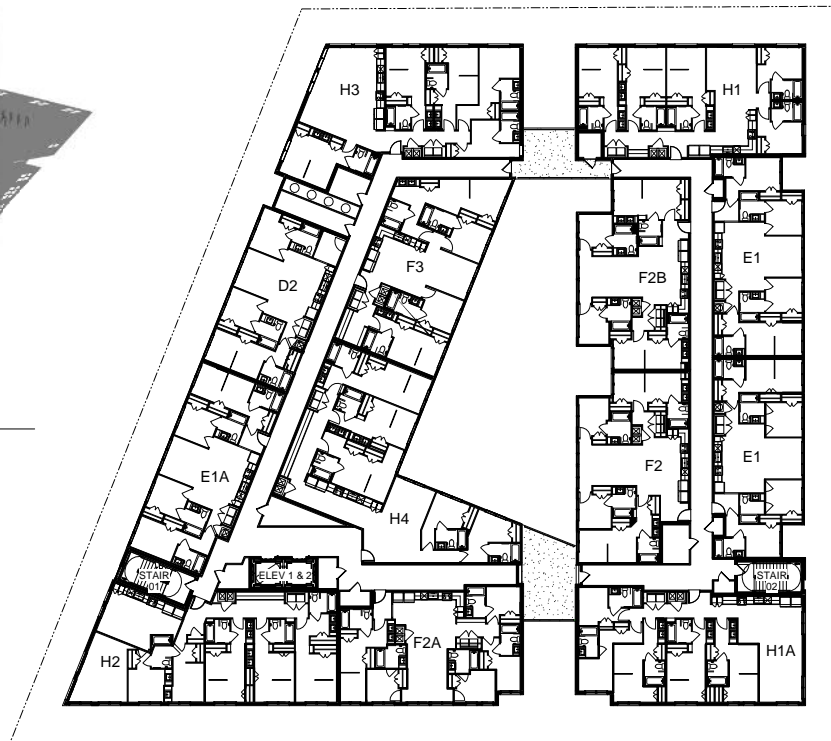 H3
H1
E1
F3
F2B
D2
F2
E1
E1A
H4
STAIR
01
ELEV 1 & 2
STAIR
02
H2
F2A
H1A